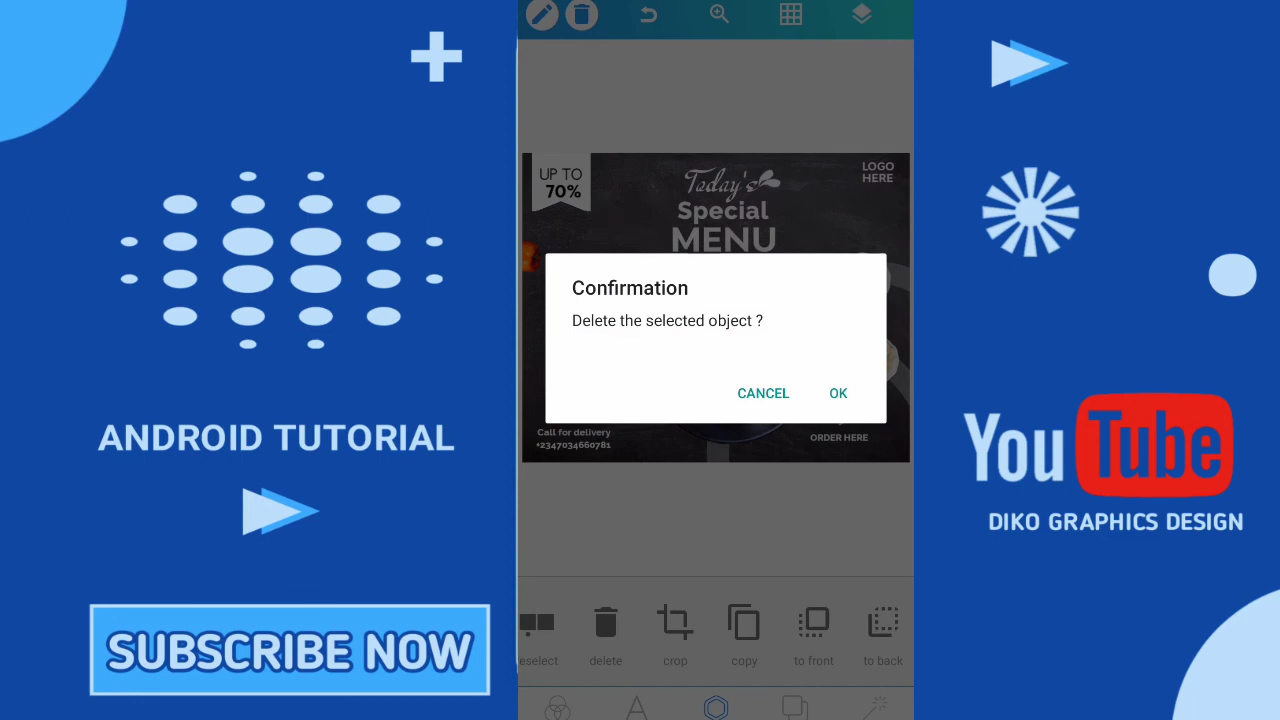 UP TO
70%
Today's
Special
MENU
LOGO
HERE
Confirmation
Delete the selected object ?
CANCEL
OK
Call for delivery
+2347034660781
ORDER HERE
eselect
delete
crop
copy
to front
to back
ANDROID TUTORIAL
SUBSCRIBE NOW
YouTube
DIKO GRAPHICS DESIGN